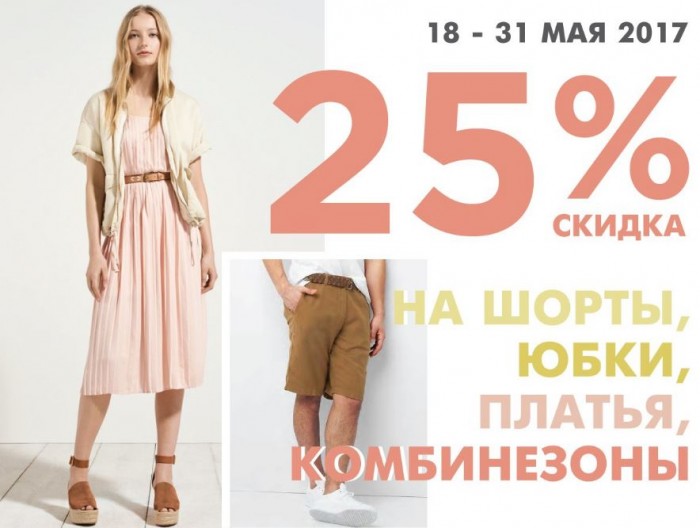 18 - 31 МАЯ 2017
25%
СКИДКА
НА ШОРТЫ,
ЮБКИ,
ПЛАТЬЯ,
КОМБИНЕЗОНЫ